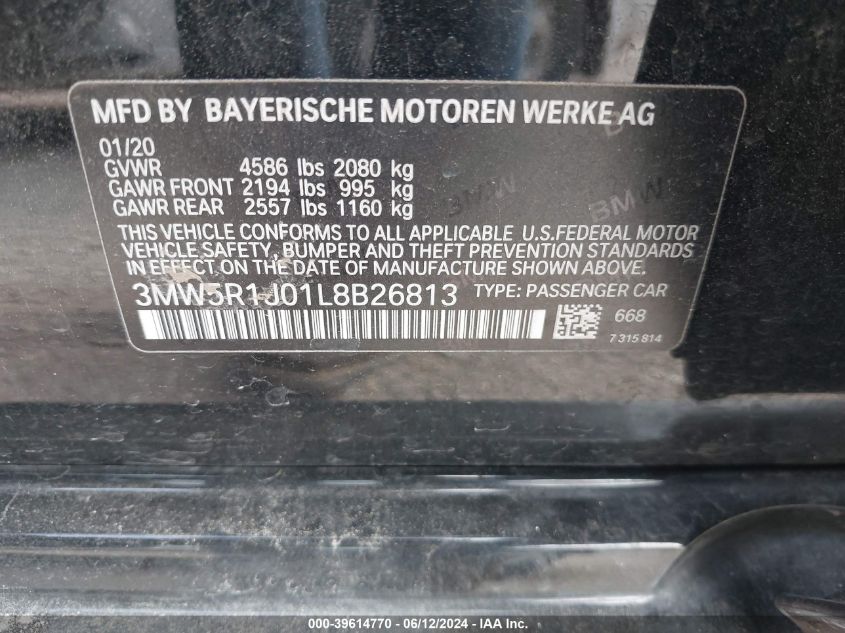 MFD BY BAYERISCHE MOTOREN WERKE AG
01/20
GVWR 4586 lbs 2080 kg
GAWR FRONT 2194 lbs 995 kg
GAWR REAR 2557 lbs 1160 kg
THIS VEHICLE CONFORMS TO ALL APPLICABLE U.S.FEDERAL MOTOR
VEHICLE SAFETY, BUMPER AND THEFT PREVENTION STANDARDS
IN EFFECT ON THE DATE OF MANUFACTURE SHOWN ABOVE.
3MW5R1J01L8B26813 TYPE: PASSENGER CAR
668
7 315 814
BMW
BMW
000-39614770 - 06/12/2024 - IAA Inc.